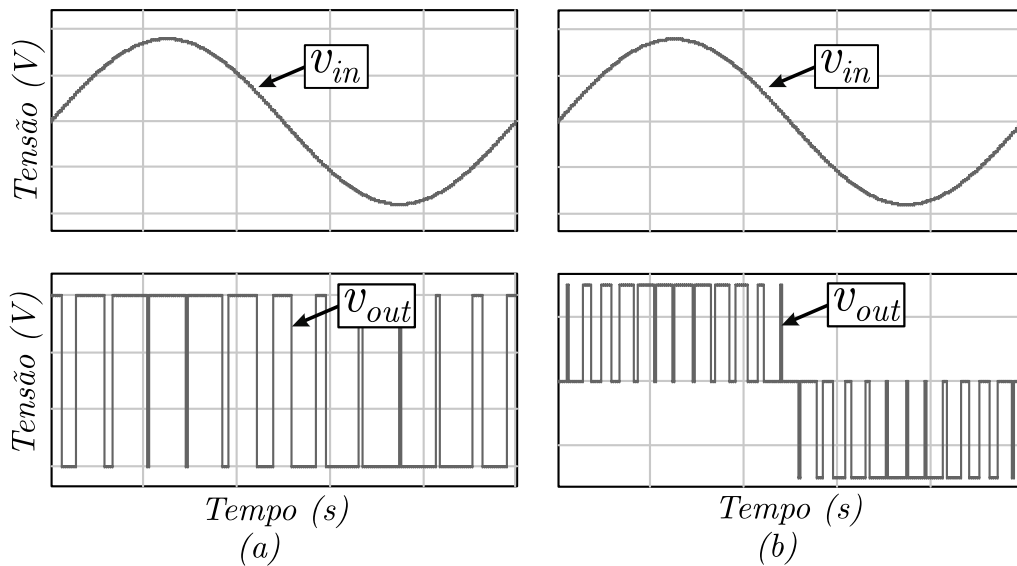 Tensão (V)
v_in
v_in
Tensão (V)
v_out
v_out
Tempo (s)
Tempo (s)
(a)
(b)